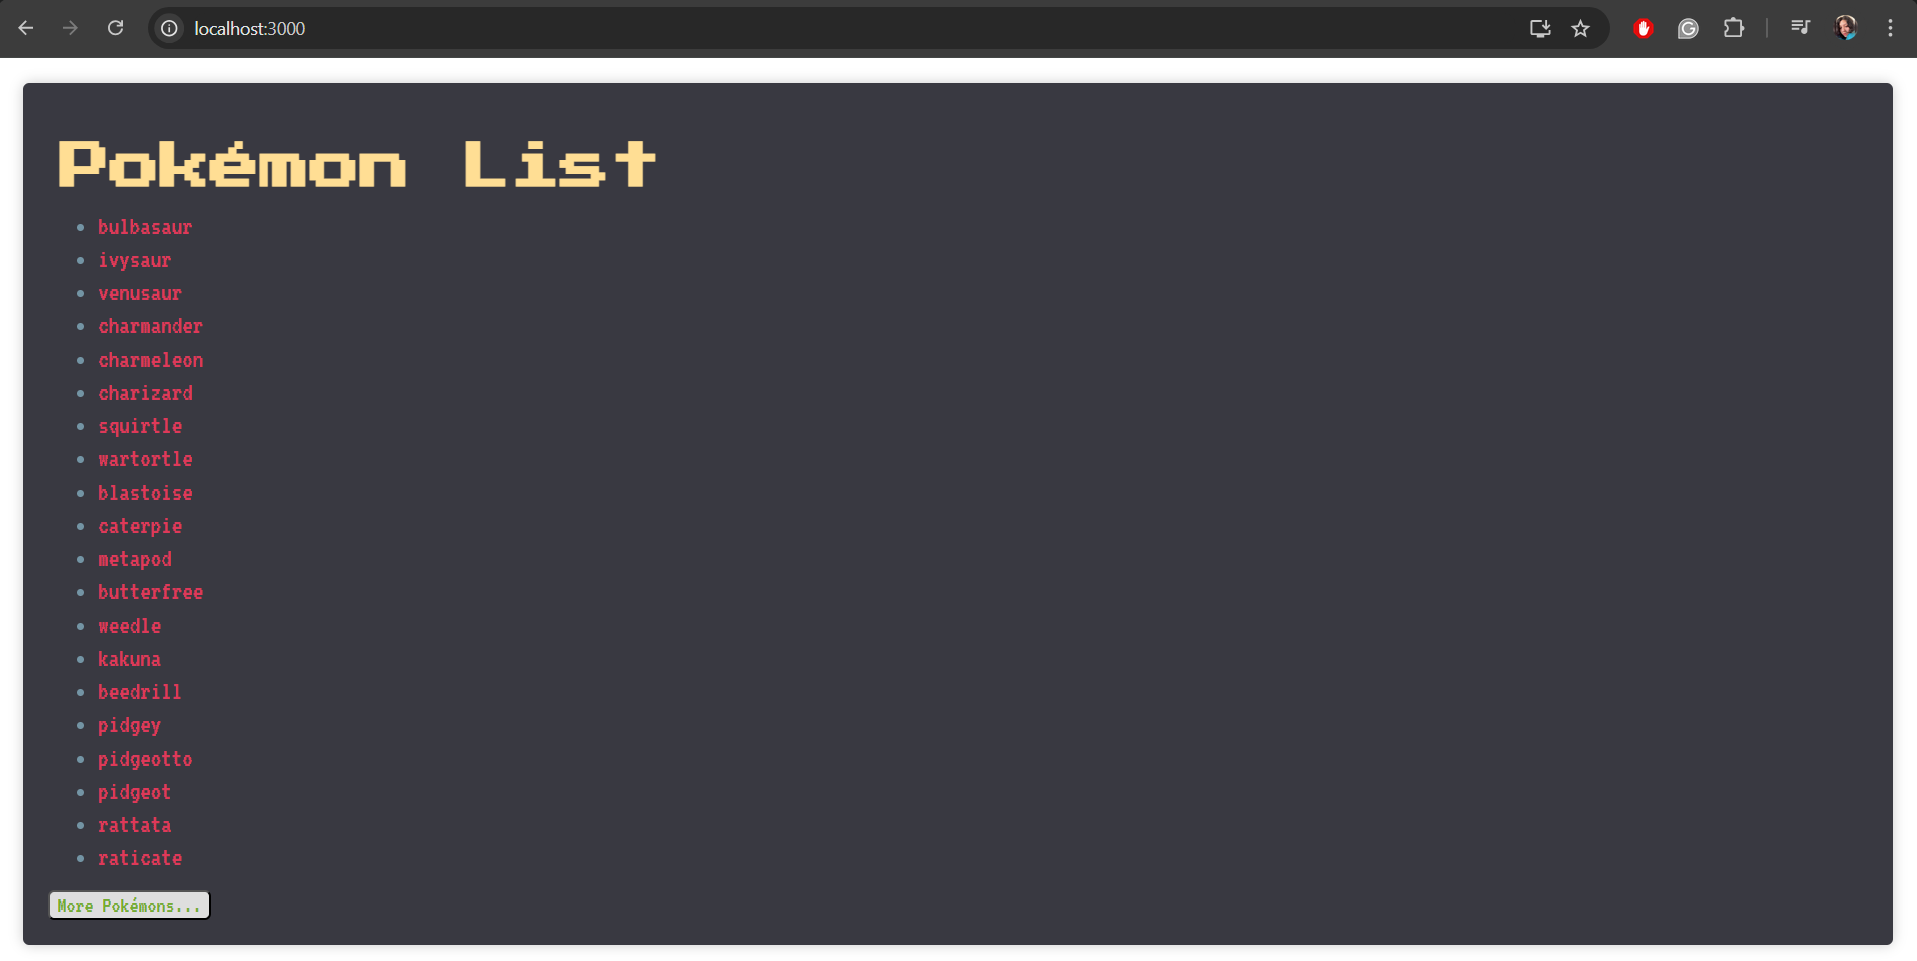 localhost:3000
Pokémon List
bulbasaur
ivysaur
venusaur
charmander
charmeleon
charizard
squirtle
wartortle
blastoise
caterpie
metapod
butterfree
weedle
kakuna
beedrill
pidgey
pidgeotto
pidgeot
rattata
raticate
More Pokémons...